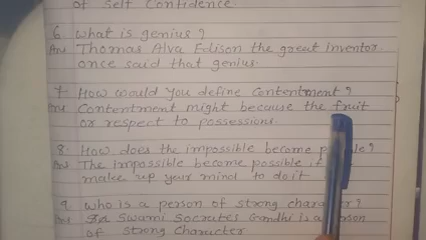 of Self Confidence
6 What is genius ?
Ans Thomas Alva Edison the great inventor
once said that genius
7 How would you define contentment ?
Ans Contentment might because the fruit
or respect to possessions
8 How does the impossible become
Ans The Impossible become possible
make up your mind to do it
9 who is a person of strong character ?
Swami Socrates Gandhi is a
of strong Character